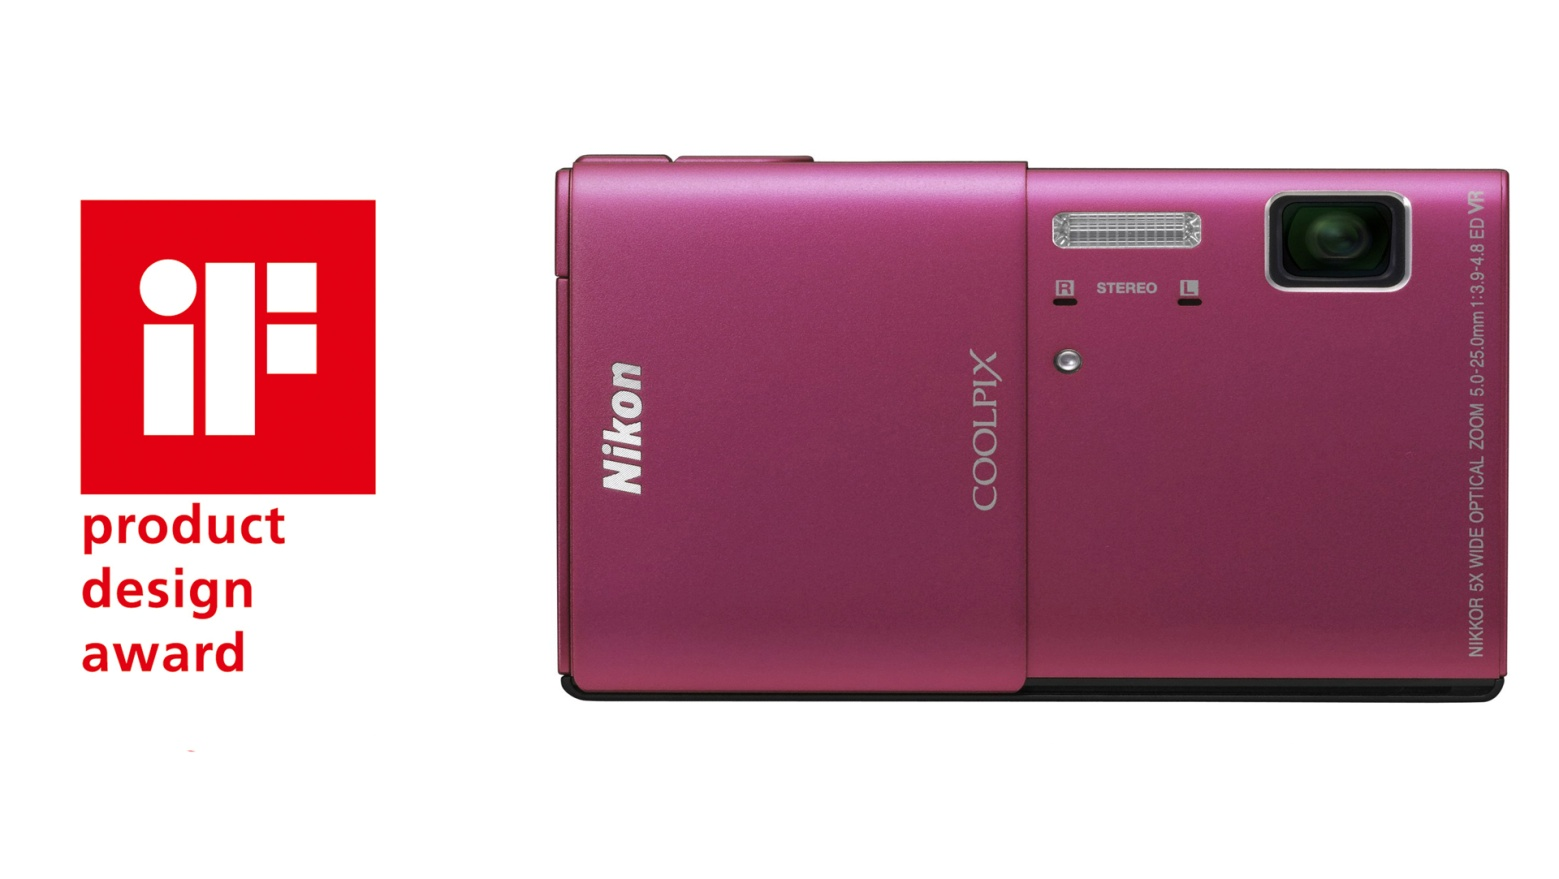 iF
product
design
award
Nikon
COOLPIX
R STEREO L
NIKKOR 5X WIDE OPTICAL ZOOM 5.0-25.0mm 1:3.9-4.8 ED VR